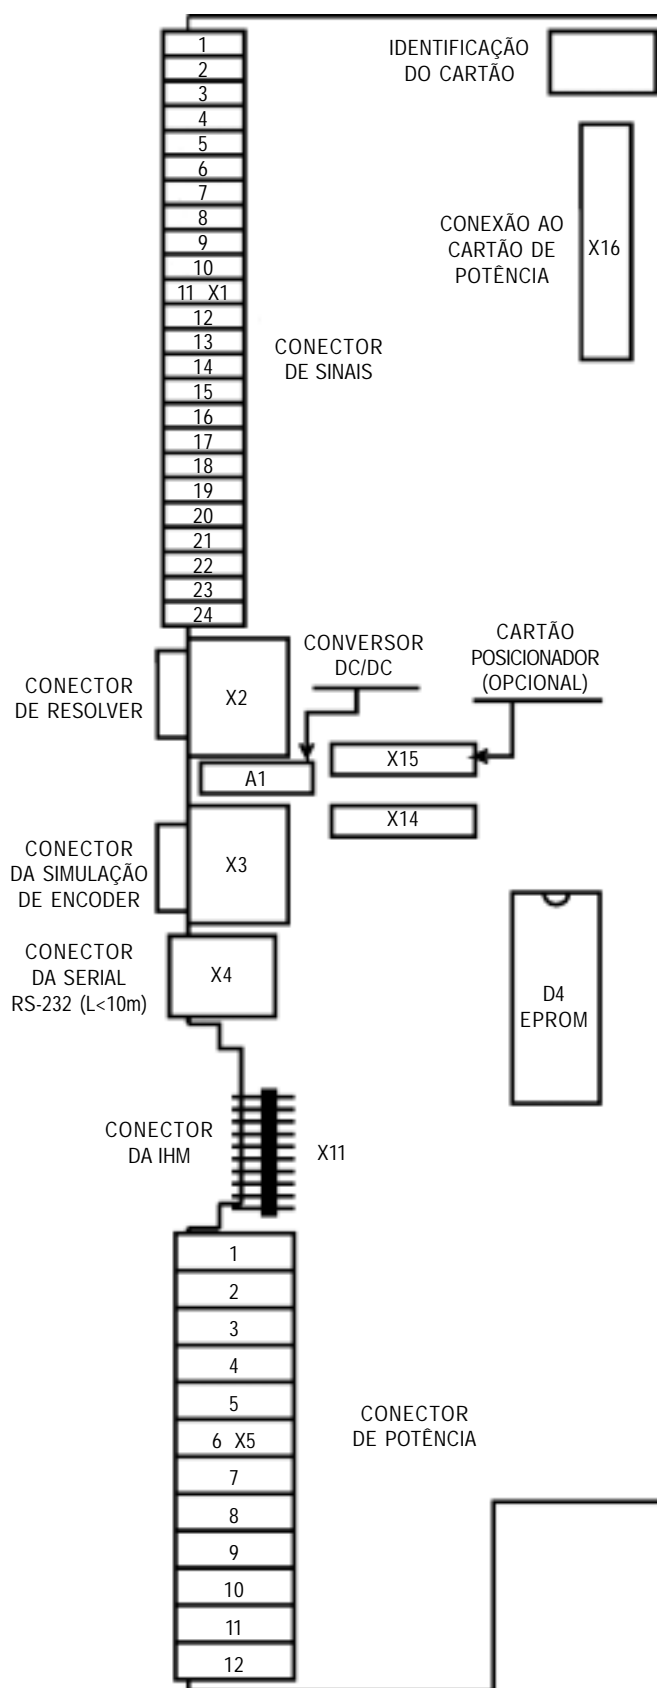 1
2
3
4
5
6
7
8
9
10
11 X1
12
13
14
15
16
17
18
19
20
21
22
23
24
IDENTIFICAÇÃO
DO CARTÃO
CONEXÃO AO
CARTÃO DE
POTÊNCIA
X16
CONECTOR
DE SINAIS
CONECTOR
DE RESOLVER
X2
CONVERSOR
DC/DC
CARTÃO
POSICIONADOR
(OPCIONAL)
A1
X15
X14
CONECTOR
DA SIMULAÇÃO
DE ENCODER
X3
CONECTOR
DA SERIAL
RS-232 (L<10m)
X4
D4
EPROM
CONECTOR
DA IHM
X11
1
2
3
4
5
6 X5
7
8
9
10
11
12
CONECTOR
DE POTÊNCIA